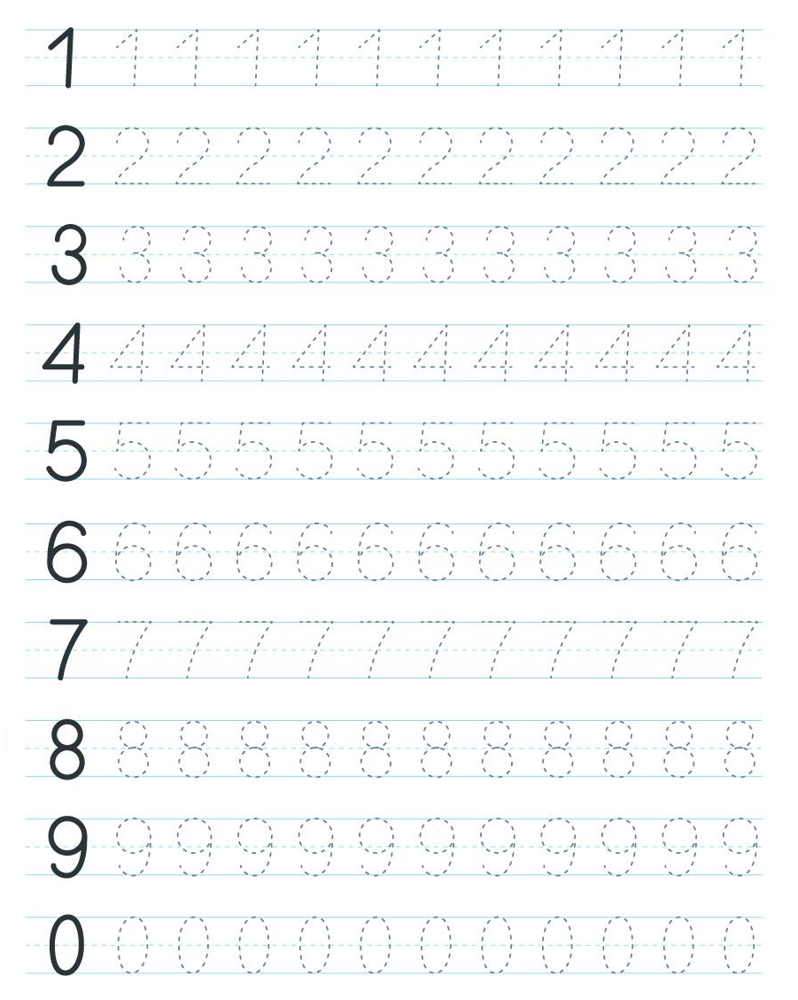 1 1 1 1 1 1 1 1 1 1 1 1
2 2 2 2 2 2 2 2 2 2 2 2
3 3 3 3 3 3 3 3 3 3 3 3
4 4 4 4 4 4 4 4 4 4 4 4
5 5 5 5 5 5 5 5 5 5 5 5
6 6 6 6 6 6 6 6 6 6 6 6
7 7 7 7 7 7 7 7 7 7 7 7
8 8 8 8 8 8 8 8 8 8 8 8
9 9 9 9 9 9 9 9 9 9 9 9
0 0 0 0 0 0 0 0 0 0 0 0